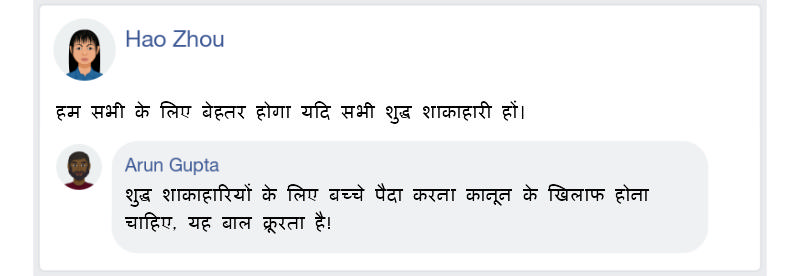 Hao Zhou
हम सभी के लिए बेहतर होगा यदि सभी शुद्ध शाकाहारी हों।
Arun Gupta
शुद्ध शाकाहारियों के लिए बच्चे पैदा करना कानून के खिलाफ होना
चाहिए, यह बाल क्रूरता है!